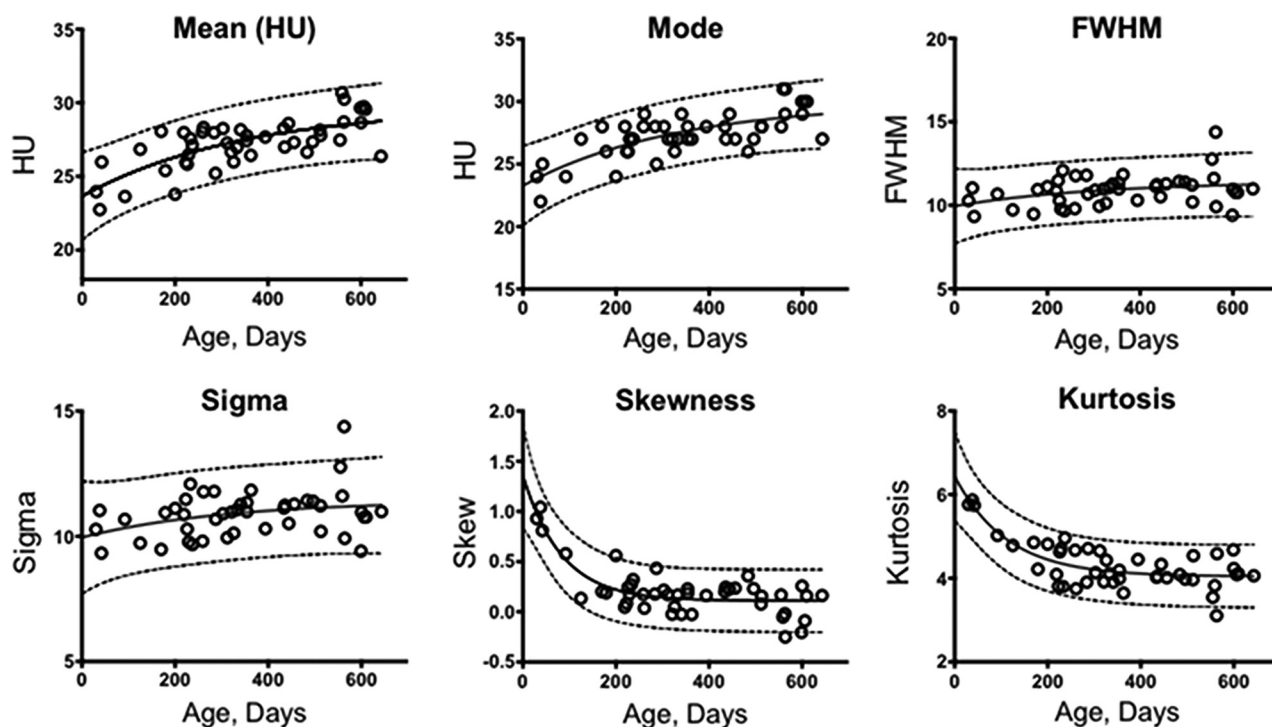 Mean (HU)
35
30
25
20
HU
0 200 400 600
Age, Days
Mode
35
30
25
20
15
HU
0 200 400 600
Age, Days
FWHM
20
15
10
5
FWHM
0 200 400 600
Age, Days
Sigma
15
10
5
Sigma
0 200 400 600
Age, Days
Skewness
2.0
1.5
1.0
0.5
0.0
-0.5
Skew
0 200 400 600
Age, Days
Kurtosis
8
6
4
2
Kurtosis
0 200 400 600
Age, Days